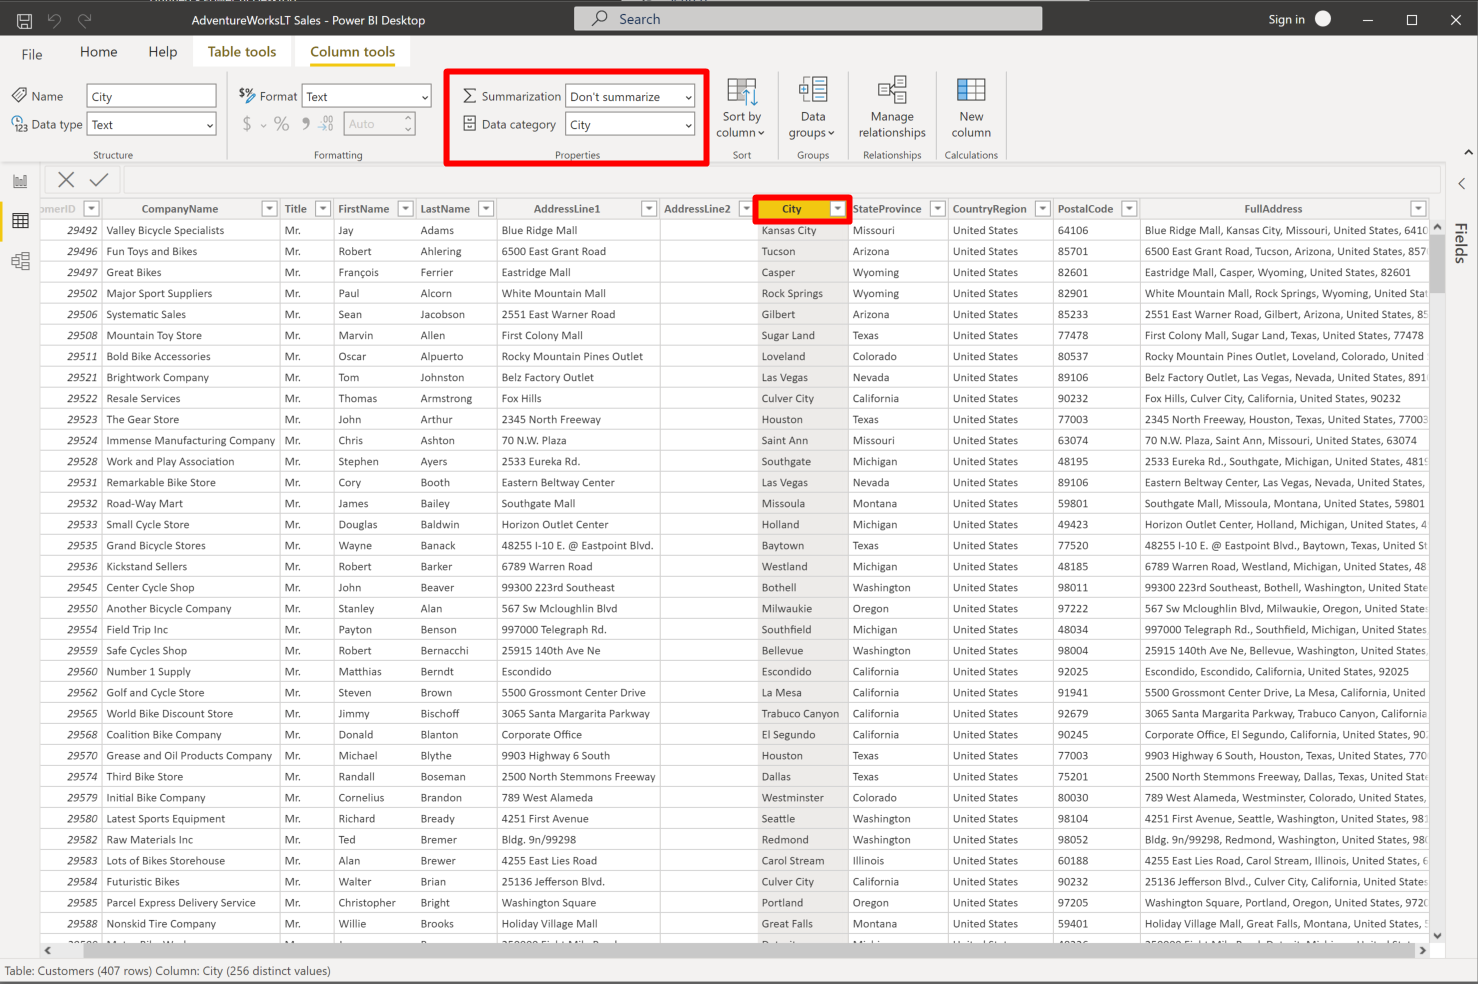 AdventureWorksLT Sales - Power BI Desktop
Search
Sign in
File
Home
Help
Table tools
Column tools
Name
City
Data type
Text
Structure
Format
Text
$
%
Auto
Formatting
Summarization
Don't summarize
Data category
City
Properties
Sort by
column
Sort
Data
groups
Groups
Manage
relationships
Relationships
New
column
Calculations
Fields
omerID CompanyName Title FirstName LastName AddressLine1 AddressLine2 City StateProvince CountryRegion PostalCode FullAddress
29492 Valley Bicycle Specialists Mr. Jay Adams Blue Ridge Mall Kansas City Missouri United States 64106 Blue Ridge Mall, Kansas City, Missouri, United States, 6410
29496 Fun Toys and Bikes Mr. Robert Ahlering 6500 East Grant Road Tucson Arizona United States 85701 6500 East Grant Road, Tucson, Arizona, United States, 857
29497 Great Bikes Mr. François Ferrier Eastridge Mall Casper Wyoming United States 82601 Eastridge Mall, Casper, Wyoming, United States, 82601
29502 Major Sport Suppliers Mr. Paul Alcorn White Mountain Mall Rock Springs Wyoming United States 82901 White Mountain Mall, Rock Springs, Wyoming, United Stat
29506 Systematic Sales Mr. Sean Jacobson 2551 East Warner Road Gilbert Arizona United States 85233 2551 East Warner Road, Gilbert, Arizona, United States, 85
29508 Mountain Toy Store Mr. Marvin Allen First Colony Mall Sugar Land Texas United States 77478 First Colony Mall, Sugar Land, Texas, United States, 77478
29511 Bold Bike Accessories Mr. Oscar Alpuerto Rocky Mountain Pines Outlet Loveland Colorado United States 80537 Rocky Mountain Pines Outlet, Loveland, Colorado, United
29521 Brightwork Company Mr. Tom Johnston Belz Factory Outlet Las Vegas Nevada United States 89106 Belz Factory Outlet, Las Vegas, Nevada, United States, 891
29522 Resale Services Mr. Thomas Armstrong Fox Hills Culver City California United States 90232 Fox Hills, Culver City, California, United States, 90232
29523 The Gear Store Mr. John Arthur 2345 North Freeway Houston Texas United States 77003 2345 North Freeway, Houston, Texas, United States, 77003
29524 Immense Manufacturing Company Mr. Chris Ashton 70 N.W. Plaza Saint Ann Missouri United States 63074 70 N.W. Plaza, Saint Ann, Missouri, United States, 63074
29528 Work and Play Association Mr. Stephen Ayers 2533 Eureka Rd. Southgate Michigan United States 48195 2533 Eureka Rd., Southgate, Michigan, United States, 4819
29531 Remarkable Bike Store Mr. Cory Booth Eastern Beltway Center Las Vegas Nevada United States 89106 Eastern Beltway Center, Las Vegas, Nevada, United States,
29532 Road-Way Mart Mr. James Bailey Southgate Mall Missoula Montana United States 59801 Southgate Mall, Missoula, Montana, United States, 59801
29533 Small Cycle Store Mr. Douglas Baldwin Horizon Outlet Center Holland Michigan United States 49423 Horizon Outlet Center, Holland, Michigan, United States, 4
29535 Grand Bicycle Stores Mr. Wayne Banack 48255 I-10 E. @ Eastpoint Blvd. Baytown Texas United States 77520 48255 I-10 E. @ Eastpoint Blvd., Baytown, Texas, United St
29536 Kickstand Sellers Mr. Robert Barker 6789 Warren Road Westland Michigan United States 48185 6789 Warren Road, Westland, Michigan, United States, 48
29545 Center Cycle Shop Mr. John Beaver 99300 223rd Southeast Bothell Washington United States 98011 99300 223rd Southeast, Bothell, Washington, United State
29550 Another Bicycle Company Mr. Stanley Alan 567 Sw Mcloughlin Blvd Milwaukie Oregon United States 97222 567 Sw Mcloughlin Blvd, Milwaukie, Oregon, United States
29554 Field Trip Inc Mr. Payton Benson 997000 Telegraph Rd. Southfield Michigan United States 48034 997000 Telegraph Rd., Southfield, Michigan, United States
29559 Safe Cycles Shop Mr. Robert Bernacchi 25915 140th Ave Ne Bellevue Washington United States 98004 25915 140th Ave Ne, Bellevue, Washington, United States,
29560 Number 1 Supply Mr. Matthias Berndt Escondido Escondido California United States 92025 Escondido, Escondido, California, United States, 92025
29562 Golf and Cycle Store Mr. Steven Brown 5500 Grossmont Center Drive La Mesa California United States 91941 5500 Grossmont Center Drive, La Mesa, California, United
29565 World Bike Discount Store Mr. Jimmy Bischoff 3065 Santa Margarita Parkway Trabuco Canyon California United States 92679 3065 Santa Margarita Parkway, Trabuco Canyon, California
29568 Coalition Bike Company Mr. Donald Blanton Corporate Office El Segundo California United States 90245 Corporate Office, El Segundo, California, United States, 90
29570 Grease and Oil Products Company Mr. Michael Blythe 9903 Highway 6 South Houston Texas United States 77003 9903 Highway 6 South, Houston, Texas, United States, 770
29574 Third Bike Store Mr. Randall Boseman 2500 North Stemmons Freeway Dallas Texas United States 75201 2500 North Stemmons Freeway, Dallas, Texas, United Stat
29579 Initial Bike Company Mr. Cornelius Brandon 789 West Alameda Westminster Colorado United States 80030 789 West Alameda, Westminster, Colorado, United States,
29580 Latest Sports Equipment Mr. Richard Bready 4251 First Avenue Seattle Washington United States 98104 4251 First Avenue, Seattle, Washington, United States, 981
29582 Raw Materials Inc Mr. Ted Bremer Bldg. 9n/99298 Redmond Washington United States 98052 Bldg. 9n/99298, Redmond, Washington, United States, 980
29583 Lots of Bikes Storehouse Mr. Alan Brewer 4255 East Lies Road Carol Stream Illinois United States 60188 4255 East Lies Road, Carol Stream, Illinois, United States, 6
29584 Futuristic Bikes Mr. Walter Brian 25136 Jefferson Blvd. Culver City California United States 90232 25136 Jefferson Blvd., Culver City, California, United States
29585 Parcel Express Delivery Service Mr. Christopher Bright Washington Square Portland Oregon United States 97205 Washington Square, Portland, Oregon, United States, 9720
29588 Nonskid Tire Company Mr. Willie Brooks Holiday Village Mall Great Falls Montana United States 59401 Holiday Village Mall, Great Falls, Montana, United States,
Table: Customers (407 rows) Column: City (256 distinct values)